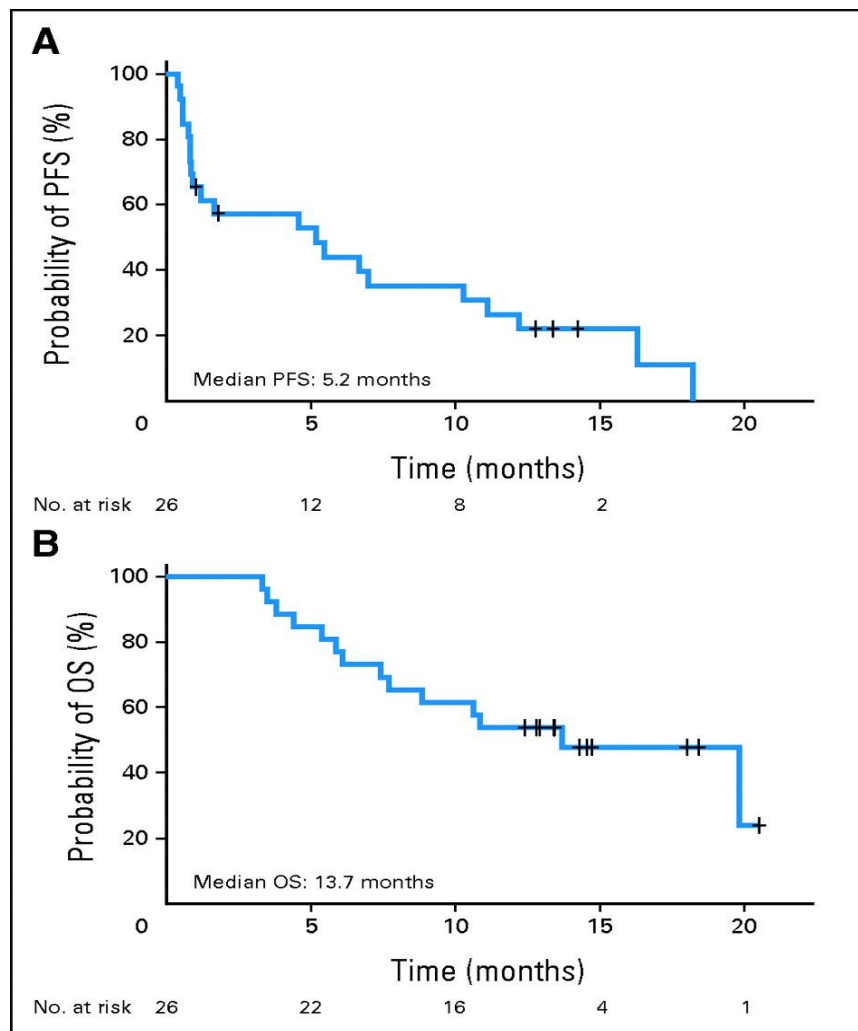 A
Probability of PFS (%)
100
80
60
40
20
0
5
10
15
20
Median PFS: 5.2 months
Time (months)
No. at risk 26 12 8 2
B
Probability of OS (%)
100
80
60
40
20
0
5
10
15
20
Median OS: 13.7 months
Time (months)
No. at risk 26 22 16 4 1